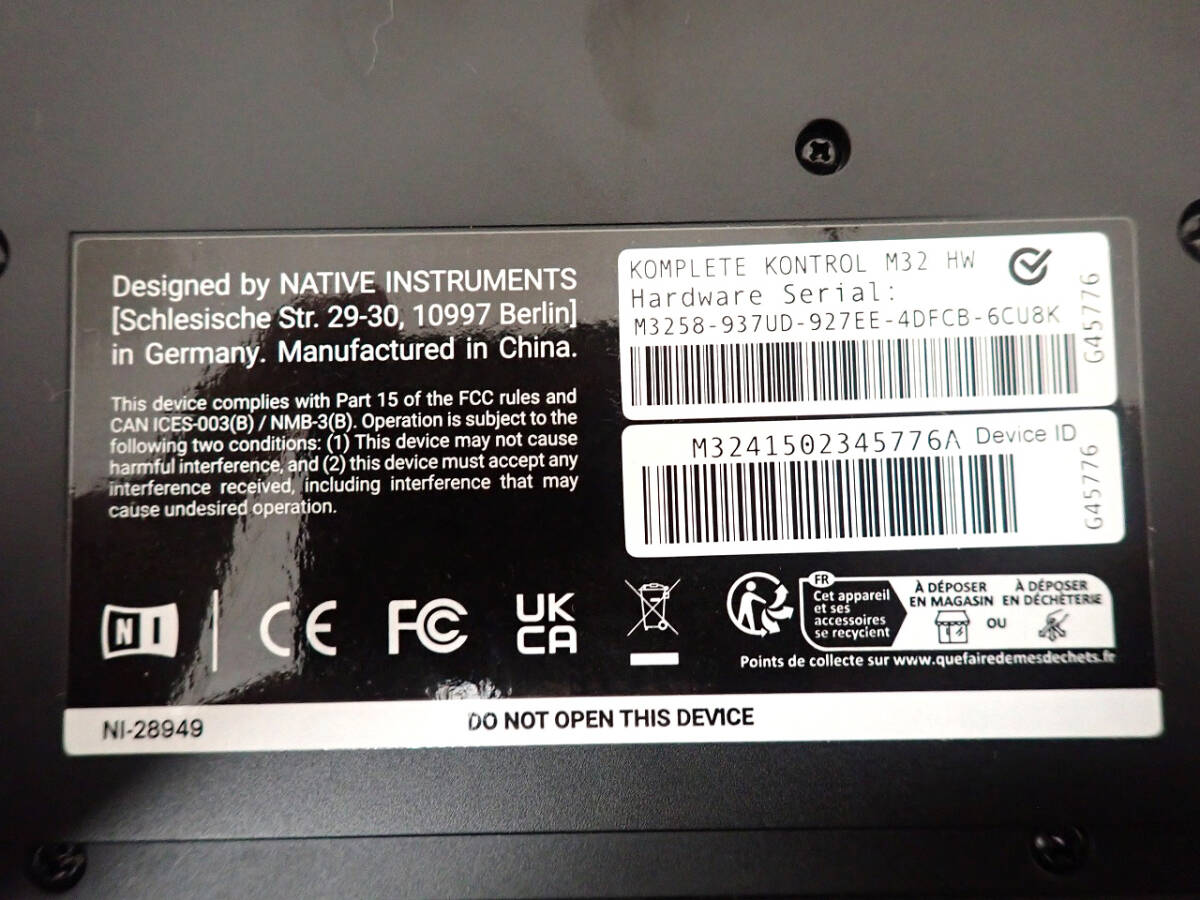 Designed by NATIVE INSTRUMENTS
[Schlesische Str. 29-30, 10997 Berlin]
in Germany. Manufactured in China.
This device complies with Part 15 of the FCC rules and
CAN ICES-003(B) / NMB-3(B). Operation is subject to the
following two conditions: (1) This device may not cause
harmful interference, and (2) this device must accept any
interference received, including interference that may
cause undesired operation.
KOMPLETE KONTROL M32 HW
Hardware Serial:
M3258-937UD-927EE-4DFCB-6CU8K
G45776
M3241502345776A Device ID
G45776
NI
CE
FC
UK
CA
FR
Cet appareil
et ses
accessoires
se recyclent
À DÉPOSER
EN MAGASIN
OU
À DÉPOSER
EN DÉCHÈTERIE
Points de collecte sur www.quefairedemesdechets.fr
NI-28949
DO NOT OPEN THIS DEVICE